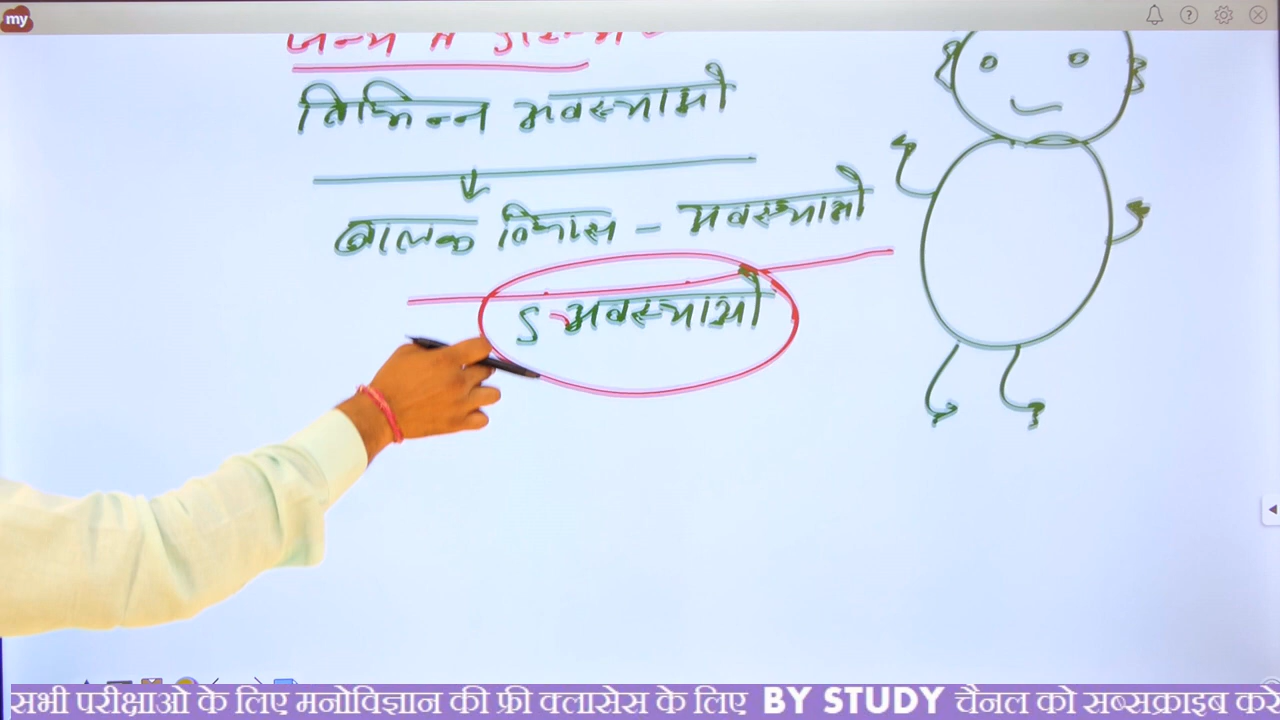 my
विभिन्न अवस्थाओं
बालक विकास - अवस्थाओं
5 अवस्थाओं
सभी परीक्षाओ के लिए मनोविज्ञान की फ्री क्लासेस के लिए BY STUDY चैनल को सब्सक्राइब करे